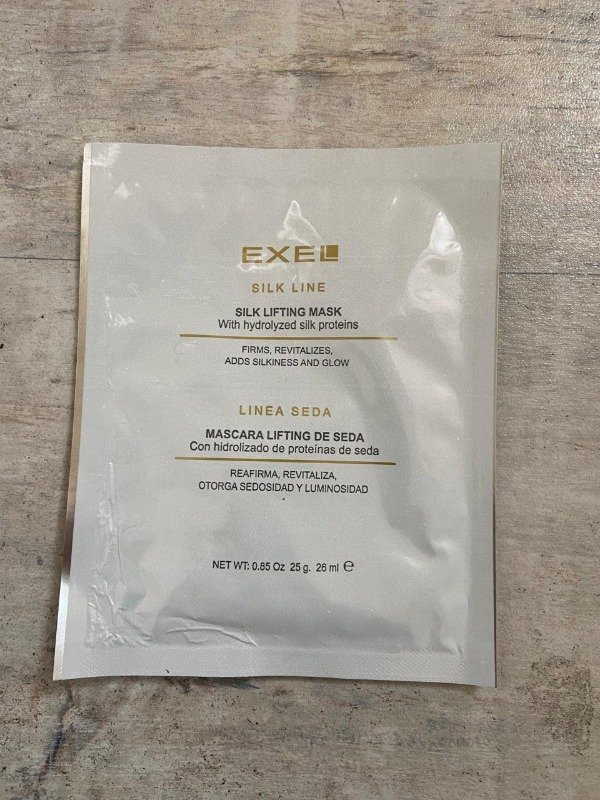 EXEL
SILK LINE
SILK LIFTING MASK
With hydrolyzed silk proteins
FIRMS, REVITALIZES,
ADDS SILKINESS AND GLOW
LINEA SEDA
MASCARA LIFTING DE SEDA
Con hidrolizado de proteínas de seda
REAFIRMA, REVITALIZA,
OTORGA SEDOSIDAD Y LUMINOSIDAD
NET WT: 0.85 Oz 25 g. 26 ml ℮